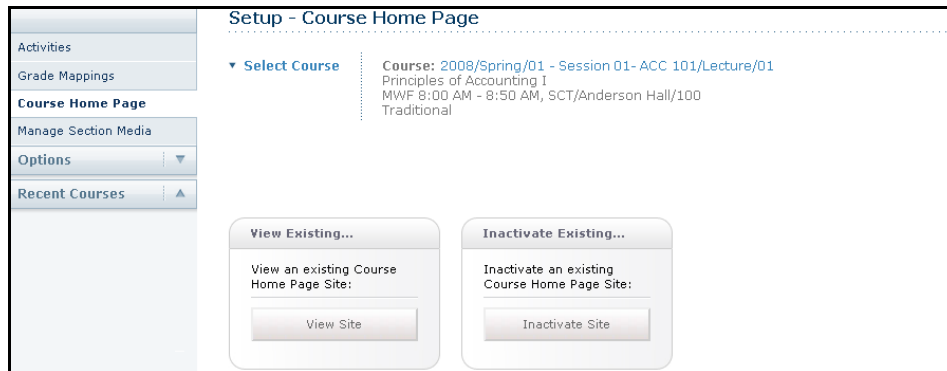 Setup - Course Home Page
Activities
Grade Mappings
Course Home Page
Manage Section Media
Options
Recent Courses
Select Course
Course: 2008/Spring/01 - Session 01- ACC 101/Lecture/01
Principles of Accounting I
MWF 8:00 AM - 8:50 AM, SCT/Anderson Hall/100
Traditional
View Existing...
View an existing Course
Home Page Site:
View Site
Inactivate Existing...
Inactivate an existing
Course Home Page Site:
Inactivate Site